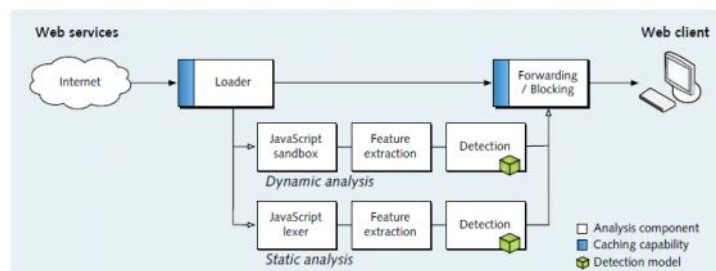 Web services
Web client
Internet
Loader
Forwarding
/ Blocking
JavaScript
sandbox
Feature
extraction
Detection
Dynamic analysis
JavaScript
lexer
Feature
extraction
Detection
Static analysis
Analysis component
Caching capability
Detection model